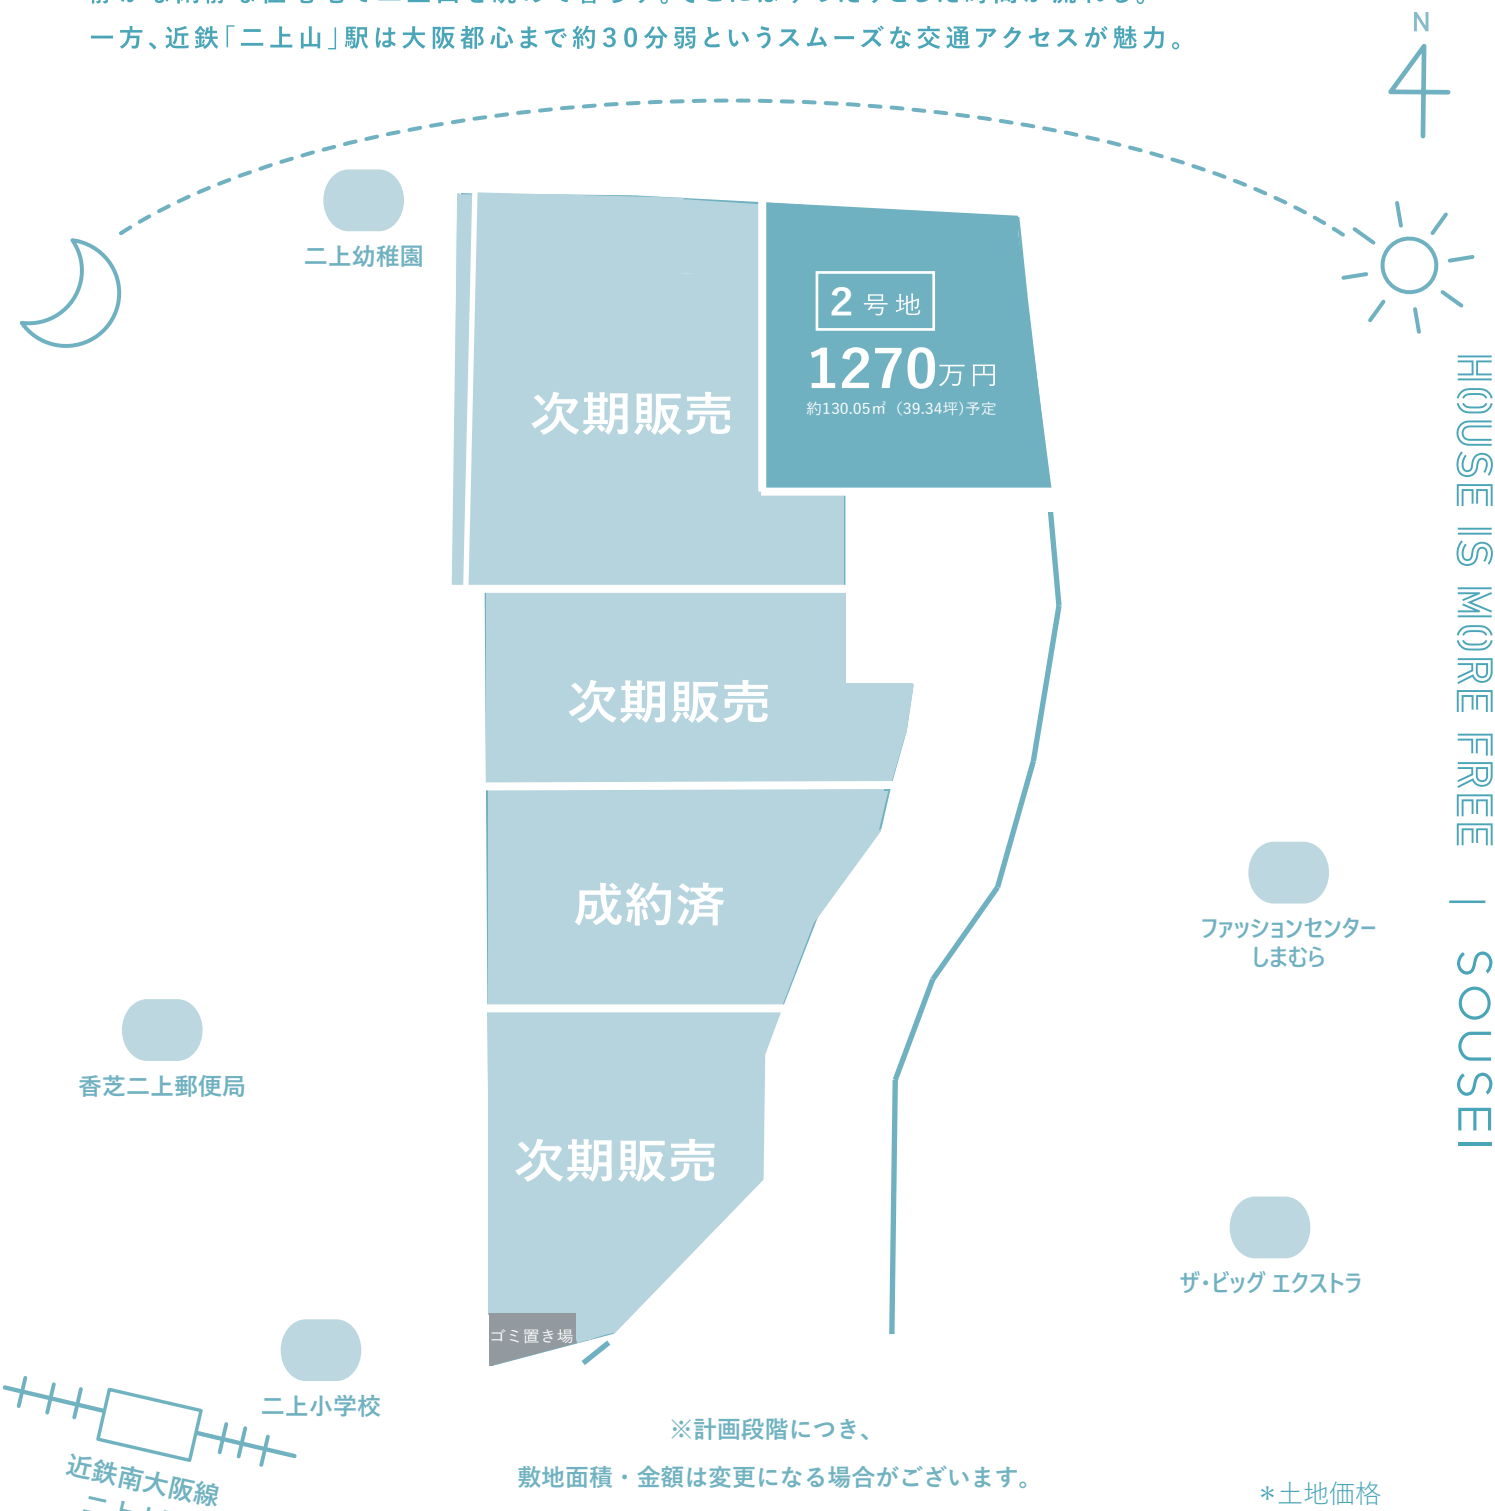 一方、近鉄「二上山」駅は大阪都心まで約30分弱というスムーズな交通アクセスが魅力。
N
二上幼稚園
2 号地
1270万円
約130.05㎡（39.34坪）予定
次期販売
次期販売
成約済
次期販売
ゴミ置き場
HOUSE IS MORE FREE | SOUSEI
ファッションセンター
しまむら
香芝二上郵便局
ザ・ビッグ エクストラ
二上小学校
近鉄南大阪線
※計画段階につき、
敷地面積・金額は変更になる場合がございます。
*土地価格